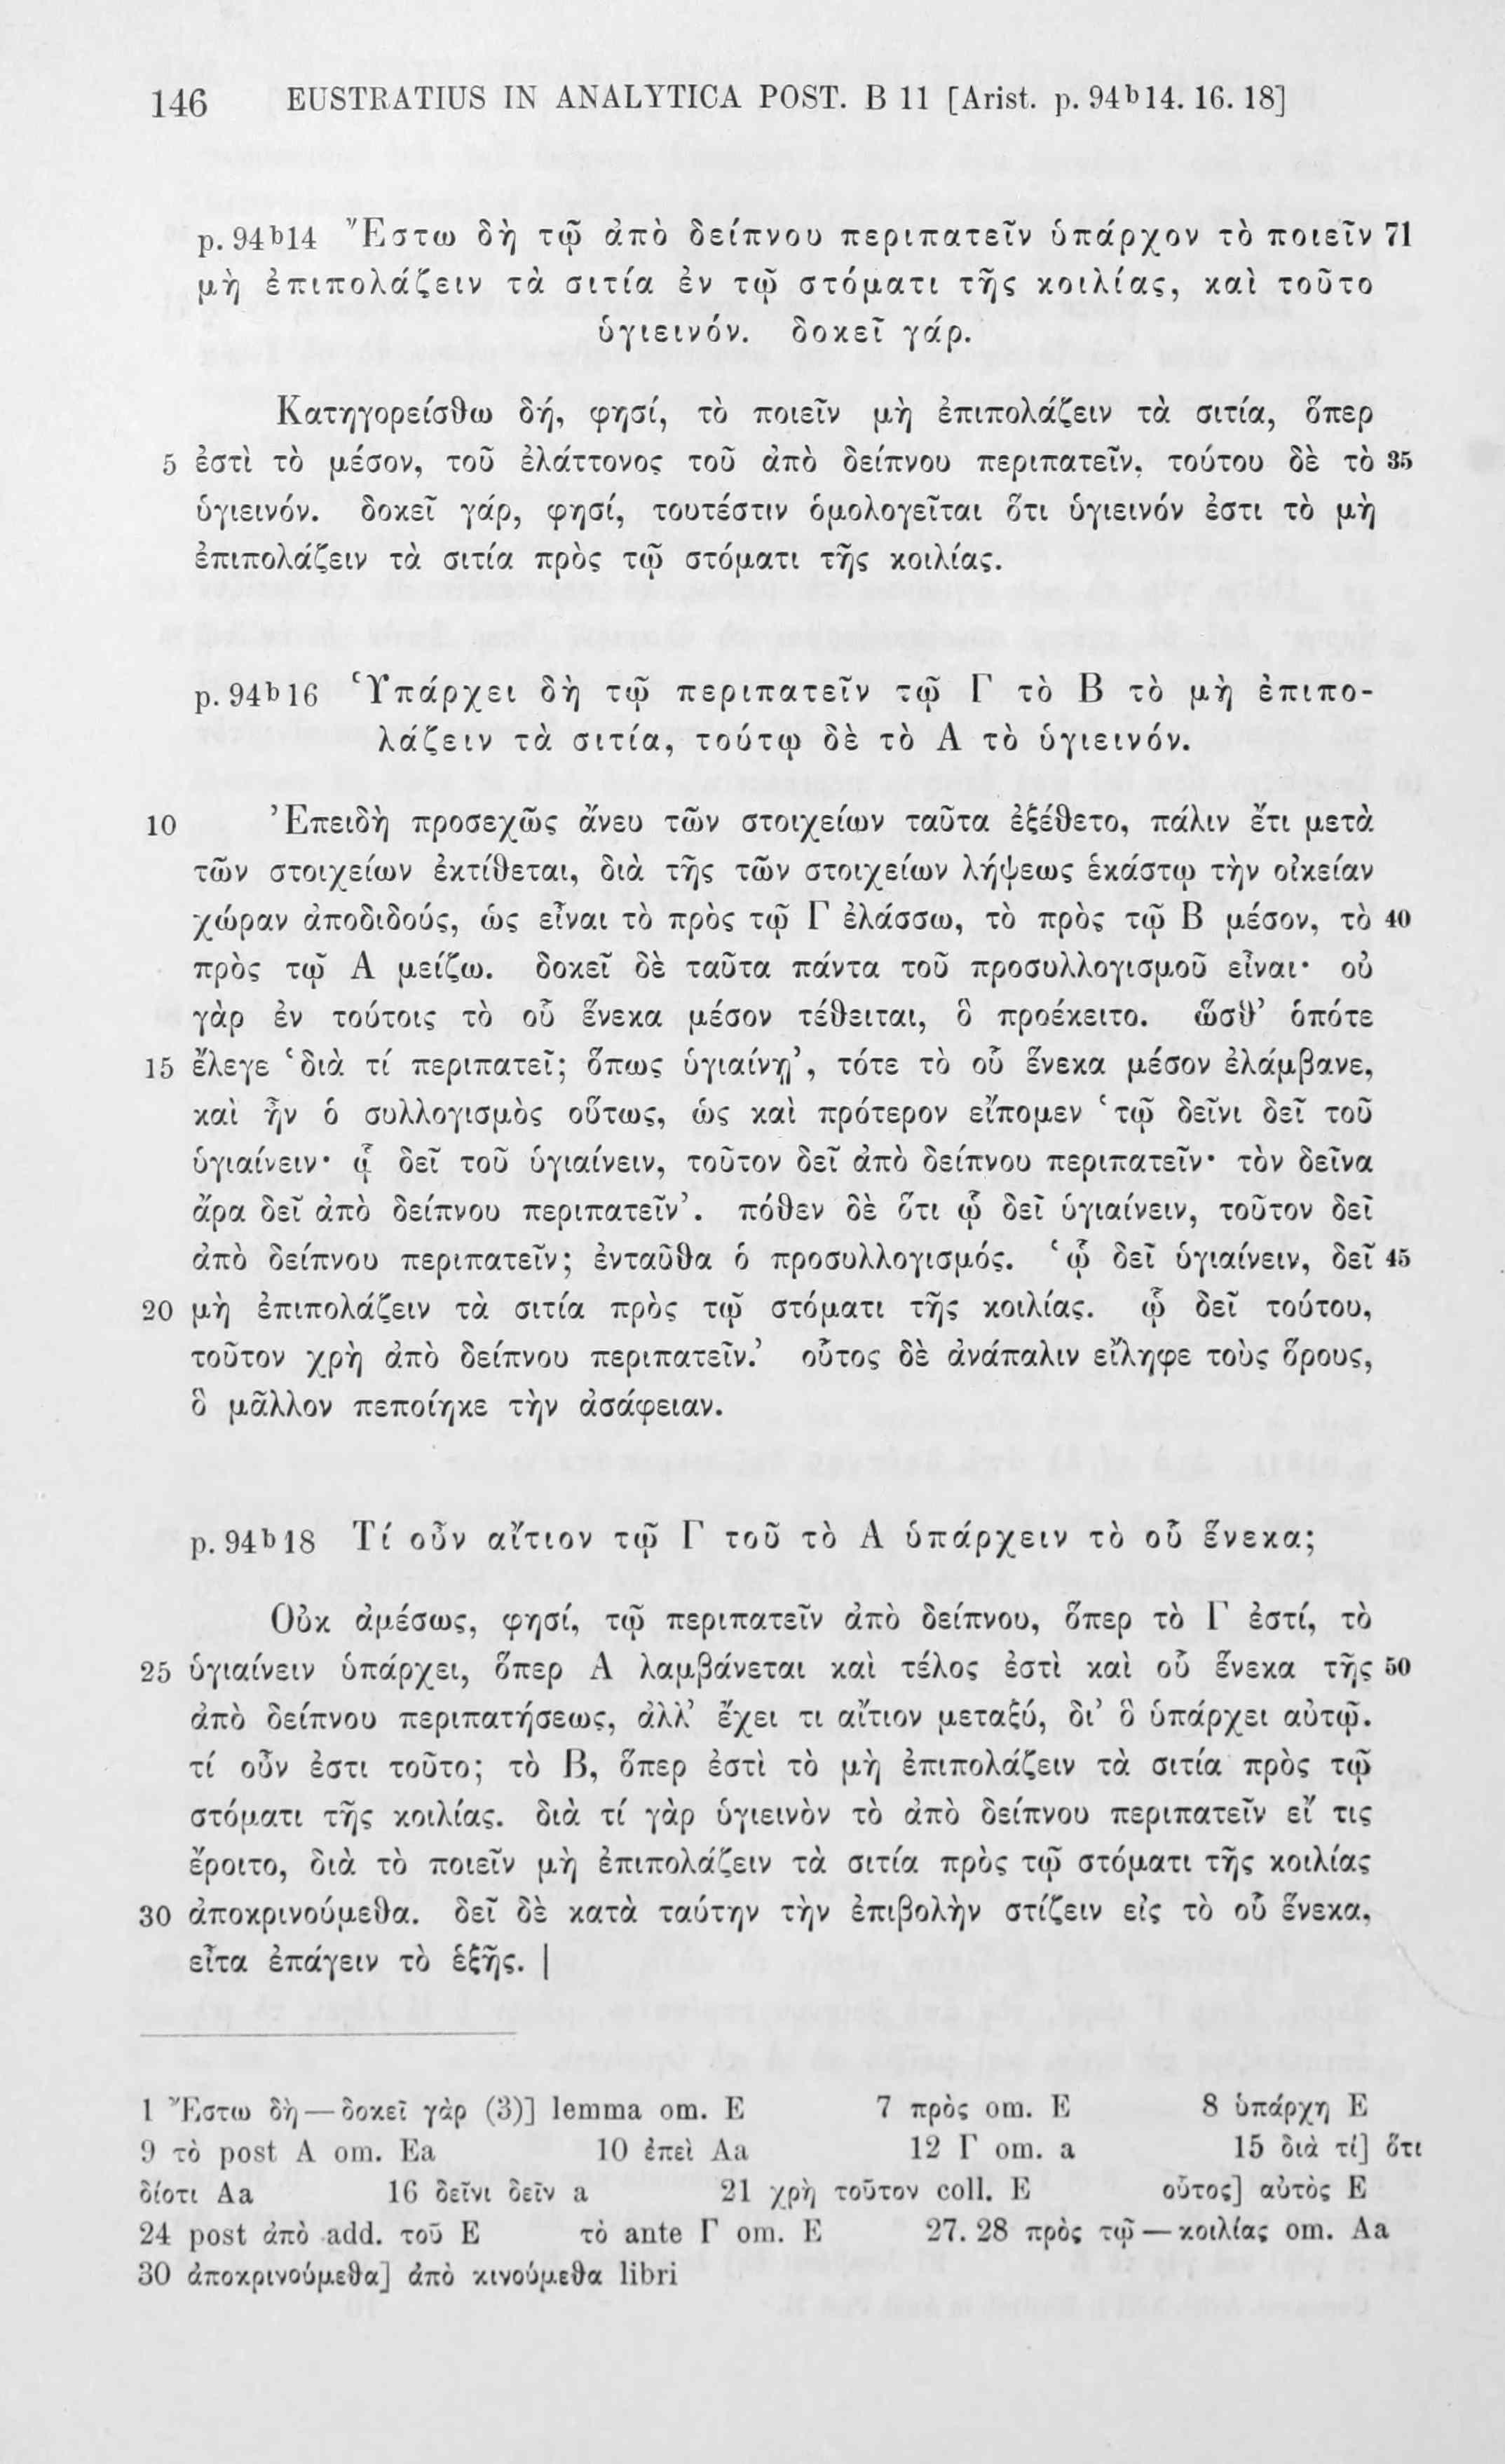 146 EUSTRATIUS IN ANALYTICA POST. B 11 [Arist. p. 94b14. 16. 18]
p. 94b14 Ἔστω δὴ τῷ ἀπὸ δείπνου περιπατεῖν ὑπάρχον τὸ ποιεῖν 71
μὴ ἐπιπολάζειν τὰ σιτία ἐν τῷ στόματι τῆς κοιλίας, καὶ τοῦτο
ὑγιεινόν. δοκεῖ γάρ.
Κατηγορείσθω δή, φησί, τὸ ποιεῖν μὴ ἐπιπολάζειν τὰ σιτία, ὅπερ
5 ἐστὶ τὸ μέσον, τοῦ ἐλάττονος τοῦ ἀπὸ δείπνου περιπατεῖν, τούτου δὲ τὸ 35
ὑγιεινόν. δοκεῖ γάρ, φησί, τουτέστιν ὁμολογεῖται ὅτι ὑγιεινόν ἐστι τὸ μὴ
ἐπιπολάζειν τὰ σιτία πρὸς τῷ στόματι τῆς κοιλίας.
p. 94b16 Ὑπάρχει δὴ τῷ περιπατεῖν τῷ Γ τὸ Β τὸ μὴ ἐπιπο-
λάζειν τὰ σιτία, τούτῳ δὲ τὸ Α τὸ ὑγιεινόν.
10 Ἐπειδὴ προσεχῶς ἄνευ τῶν στοιχείων ταῦτα ἐξέθετο, πάλιν ἔτι μετὰ
τῶν στοιχείων ἐκτίθεται, διὰ τῆς τῶν στοιχείων λήψεως ἑκάστῳ τὴν οἰκείαν
χώραν ἀποδιδούς, ὡς εἶναι τὸ πρὸς τῷ Γ ἐλάσσω, τὸ πρὸς τῷ Β μέσον, τὸ 40
πρὸς τῷ Α μείζω. δοκεῖ δὲ ταῦτα πάντα τοῦ προσυλλογισμοῦ εἶναι· οὐ
γὰρ ἐν τούτοις τὸ οὗ ἕνεκα μέσον τέθειται, ὃ προέκειτο. ὥσθ’ ὁπότε
15 ἔλεγε ‘διὰ τί περιπατεῖ; ὅπως ὑγιαίνῃ’, τότε τὸ οὗ ἕνεκα μέσον ἐλάμβανε,
καὶ ἦν ὁ συλλογισμὸς οὕτως, ὡς καὶ πρότερον εἴπομεν ‘τῷ δεῖνι δεῖ τοῦ
ὑγιαίνειν· ᾧ δεῖ τοῦ ὑγιαίνειν, τοῦτον δεῖ ἀπὸ δείπνου περιπατεῖν· τὸν δεῖνα
ἄρα δεῖ ἀπὸ δείπνου περιπατεῖν’. πόθεν δὲ ὅτι ᾧ δεῖ ὑγιαίνειν, τοῦτον δεῖ
ἀπὸ δείπνου περιπατεῖν; ἐνταῦθα ὁ προσυλλογισμός. ‘ᾧ δεῖ ὑγιαίνειν, δεῖ 45
20 μὴ ἐπιπολάζειν τὰ σιτία πρὸς τῷ στόματι τῆς κοιλίας. ᾧ δεῖ τούτου,
τοῦτον χρὴ ἀπὸ δείπνου περιπατεῖν.’ οὗτος δὲ ἀνάπαλιν εἴληφε τοὺς ὅρους,
ὃ μᾶλλον πεποίηκε τὴν ἀσάφειαν.
p. 94b18 Τί οὖν αἴτιον τῷ Γ τοῦ τὸ Α ὑπάρχειν τὸ οὗ ἕνεκα;
Οὐκ ἀμέσως, φησί, τῷ περιπατεῖν ἀπὸ δείπνου, ὅπερ τὸ Γ ἐστί, τὸ
25 ὑγιαίνειν ὑπάρχει, ὅπερ Α λαμβάνεται καὶ τέλος ἐστὶ καὶ οὗ ἕνεκα τῆς 50
ἀπὸ δείπνου περιπατήσεως, ἀλλ’ ἔχει τι αἴτιον μεταξύ, δι’ ὃ ὑπάρχει αὐτῷ.
τί οὖν ἐστι τοῦτο; τὸ Β, ὅπερ ἐστὶ τὸ μὴ ἐπιπολάζειν τὰ σιτία πρὸς τῷ
στόματι τῆς κοιλίας. διὰ τί γὰρ ὑγιεινὸν τὸ ἀπὸ δείπνου περιπατεῖν εἴ τις
ἔροιτο, διὰ τὸ ποιεῖν μὴ ἐπιπολάζειν τὰ σιτία πρὸς τῷ στόματι τῆς κοιλίας
30 ἀποκρινούμεθα. δεῖ δὲ κατὰ ταύτην τὴν ἐπιβολὴν στίζειν εἰς τὸ οὗ ἕνεκα,
εἶτα ἐπάγειν τὸ ἑξῆς. |
1 Ἔστω δὴ — δοκεῖ γὰρ (3)] lemma om. E 7 πρὸς om. E 8 ὑπάρχη E
9 τὸ post A om. Ea 10 ἐπεὶ Aa 12 Γ om. a 15 διὰ τί] ὅτι
δίοτι Aa 16 δεῖνι δεῖν a 21 χρὴ τοῦτον coll. E οὗτος] αὐτὸς E
24 post ἀπὸ add. τοῦ E τὸ ante Γ om. E 27. 28 πρὸς τῷ — κοιλίας om. Aa
30 ἀποκρινούμεθα] ἀπὸ κινούμεθα libri